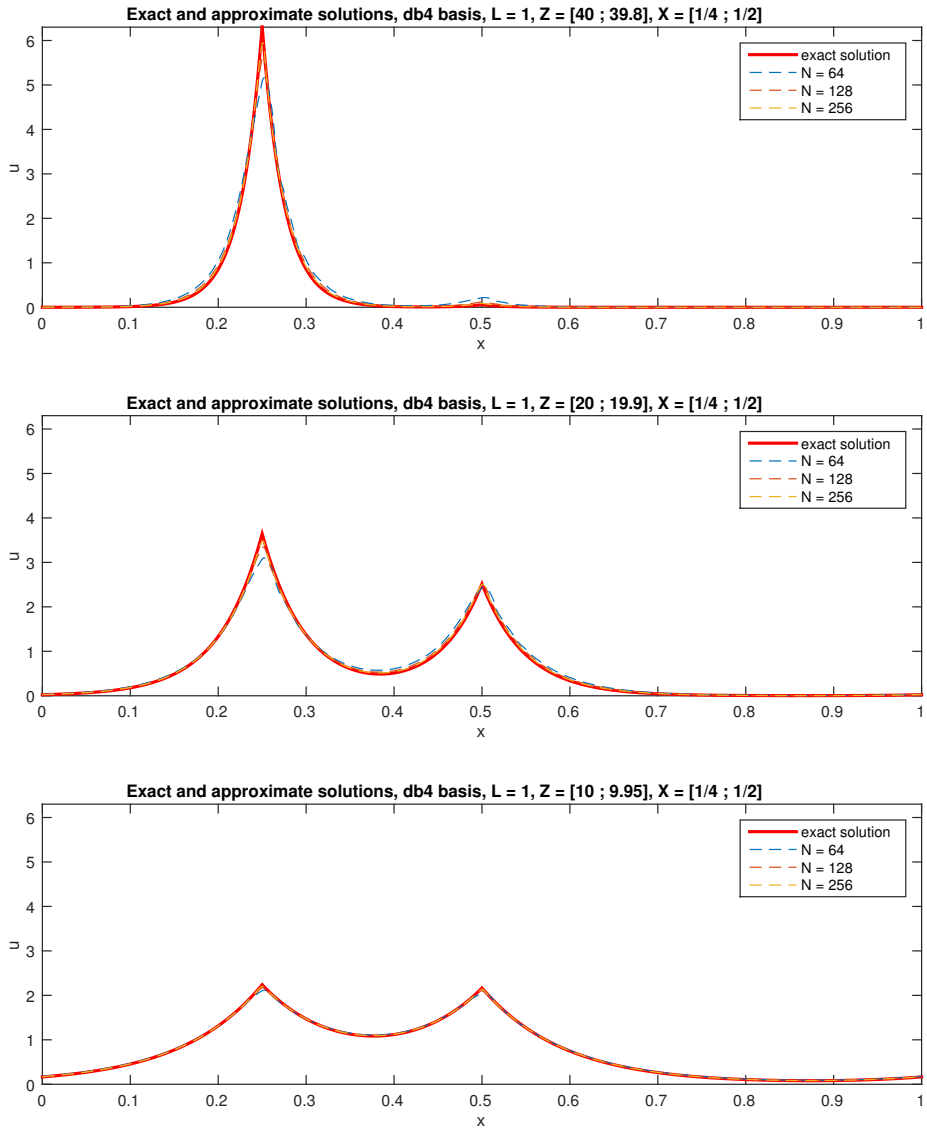 Exact and approximate solutions, db4 basis, L = 1, Z = [40 ; 39.8], X = [1/4 ; 1/2]
6
5
4
3
2
1
0
u
exact solution
N = 64
N = 128
N = 256
0 0.1 0.2 0.3 0.4 0.5 0.6 0.7 0.8 0.9 1
x
Exact and approximate solutions, db4 basis, L = 1, Z = [20 ; 19.9], X = [1/4 ; 1/2]
6
5
4
3
2
1
0
u
exact solution
N = 64
N = 128
N = 256
0 0.1 0.2 0.3 0.4 0.5 0.6 0.7 0.8 0.9 1
x
Exact and approximate solutions, db4 basis, L = 1, Z = [10 ; 9.95], X = [1/4 ; 1/2]
6
5
4
3
2
1
0
u
exact solution
N = 64
N = 128
N = 256
0 0.1 0.2 0.3 0.4 0.5 0.6 0.7 0.8 0.9 1
x